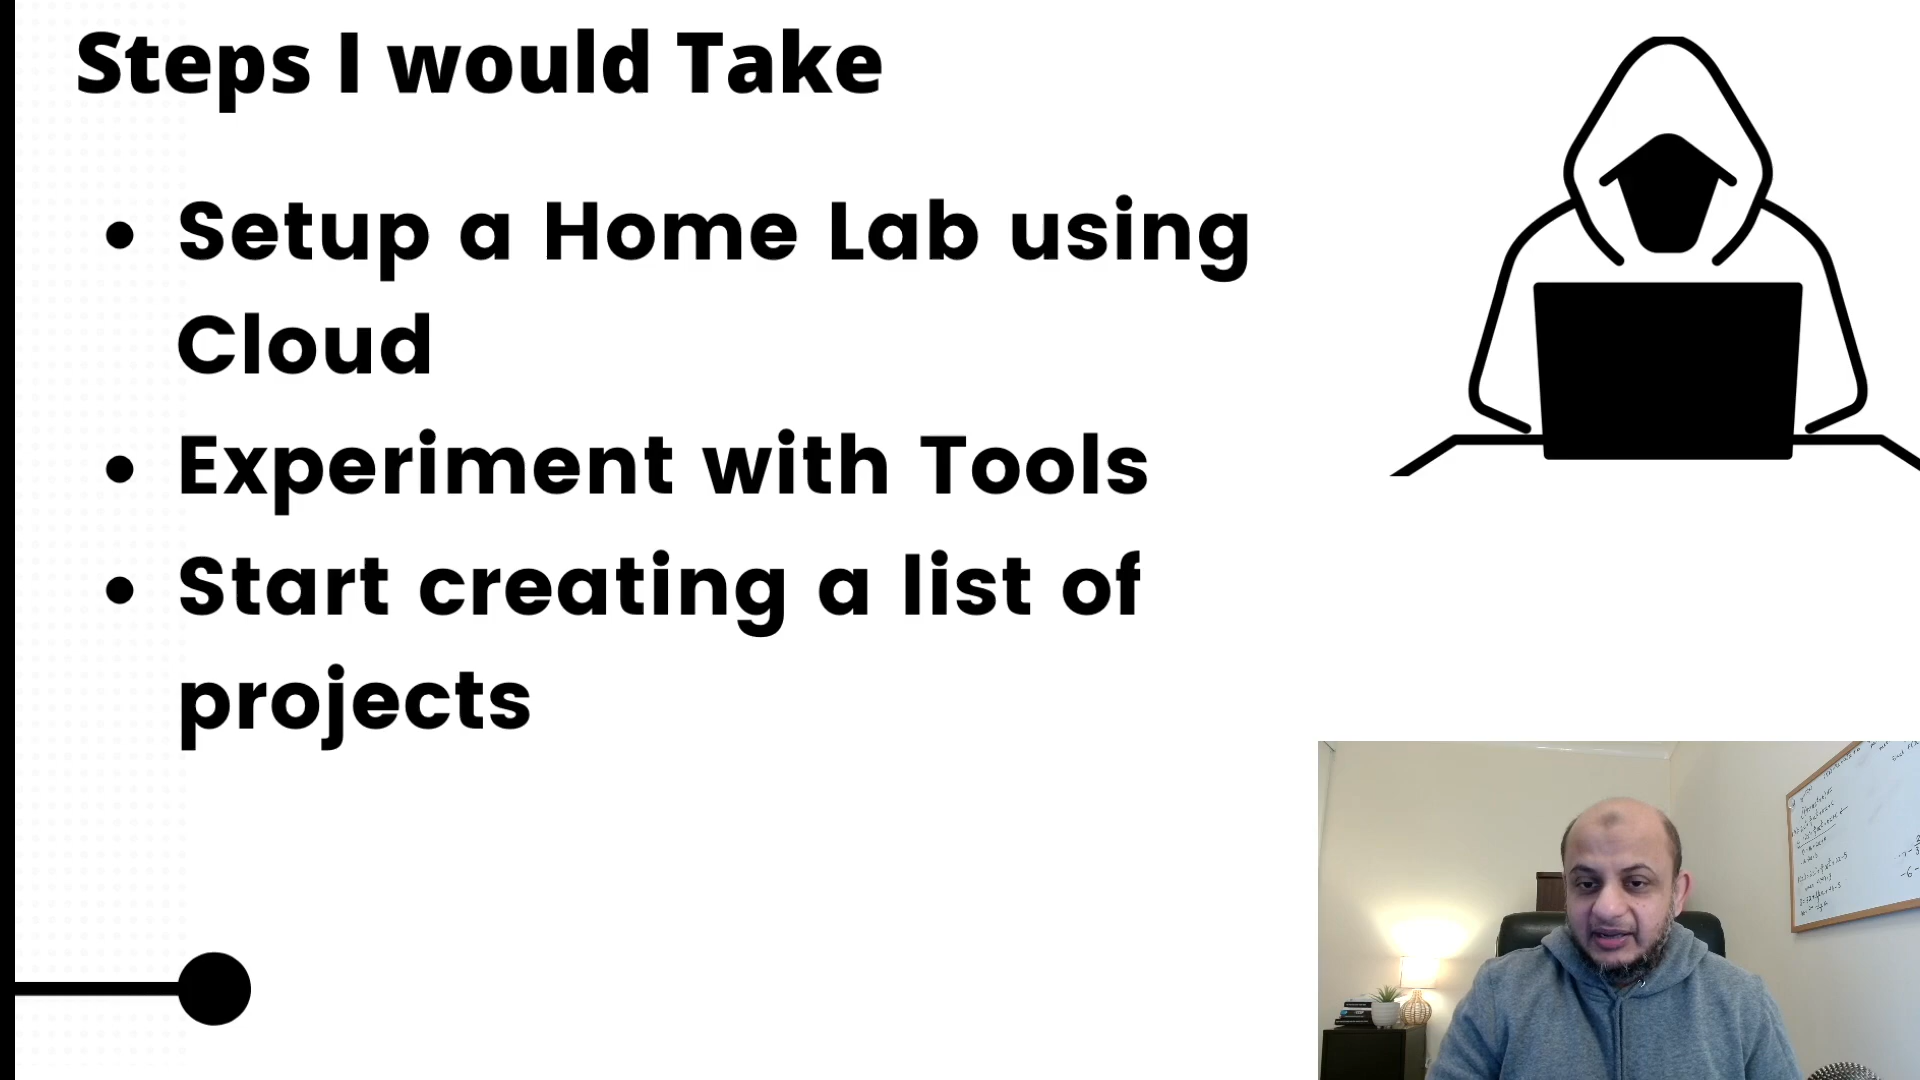 Steps I would Take
Setup a Home Lab using
Cloud
Experiment with Tools
Start creating a list of
projects